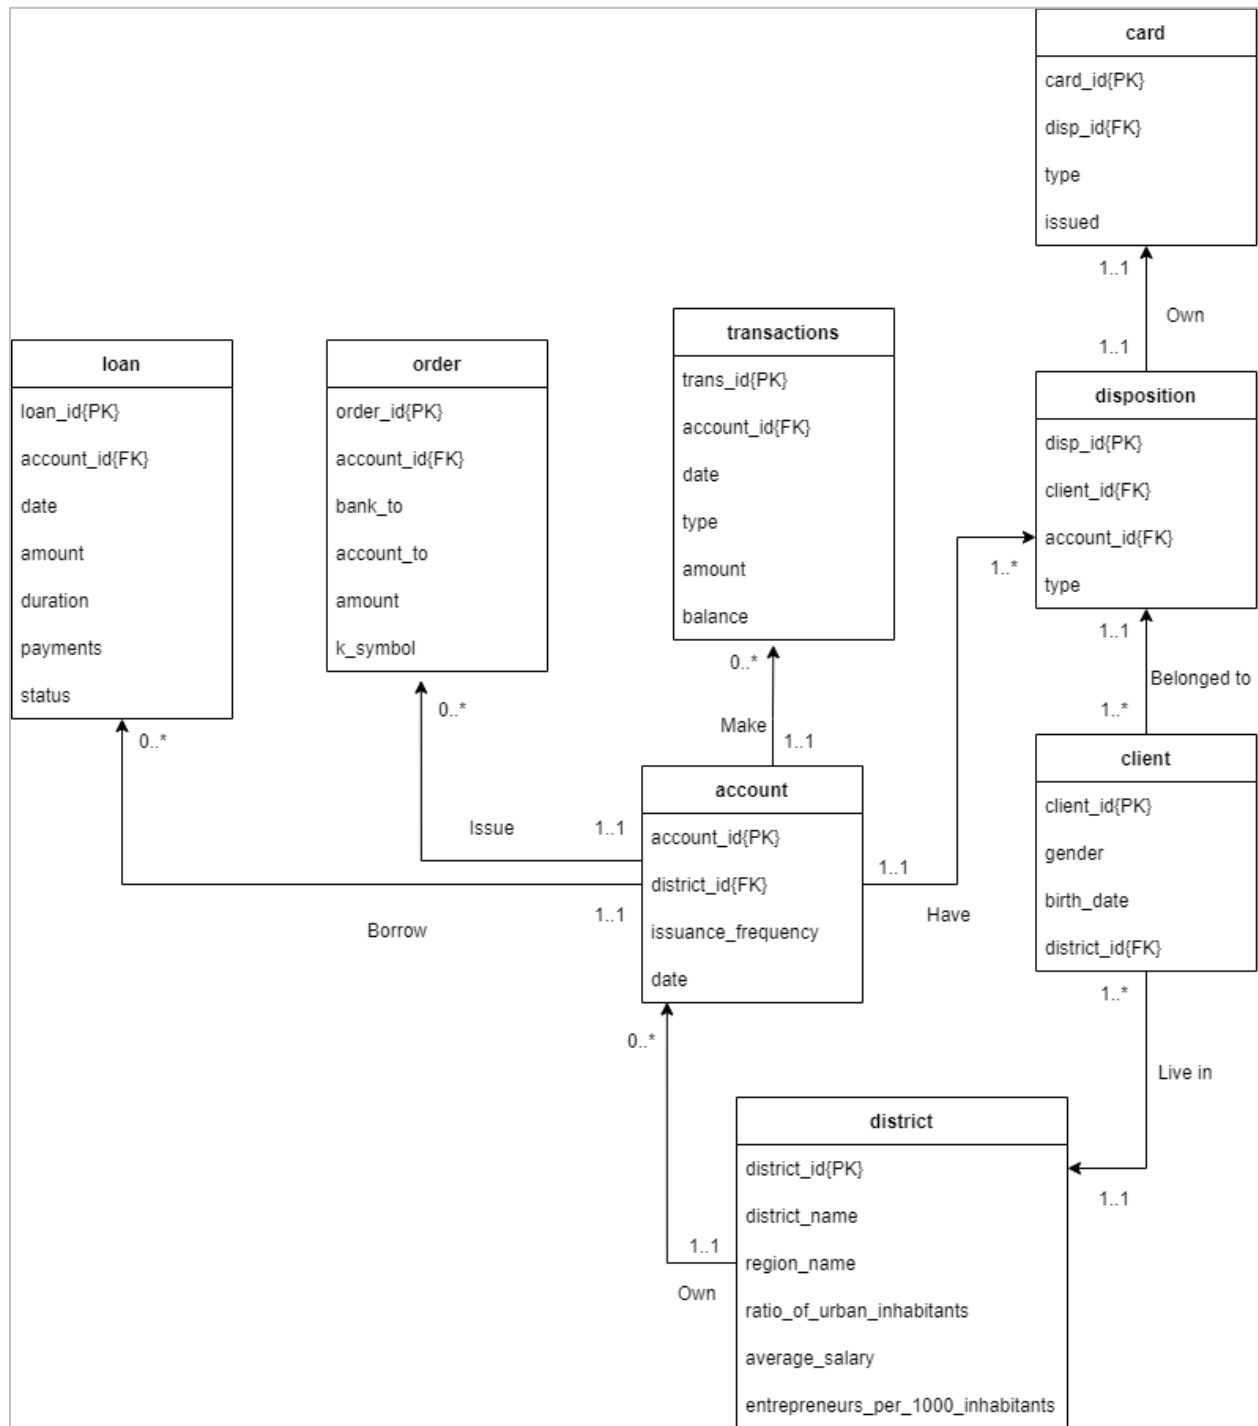 card
card_id{PK}
disp_id{FK}
type
issued
1..1
Own
1..1
loan
loan_id{PK}
account_id{FK}
date
amount
duration
payments
status
0..*
order
order_id{PK}
account_id{FK}
bank_to
account_to
amount
k_symbol
0..*
transactions
trans_id{PK}
account_id{FK}
date
type
amount
balance
0..*
Make
1..1
disposition
disp_id{PK}
client_id{FK}
account_id{FK}
type
1..*
1..1
Belonged to
1..*
client
client_id{PK}
gender
birth_date
district_id{FK}
1..*
Live in
1..1
Issue
1..1
Borrow
1..1
account
account_id{PK}
district_id{FK}
issuance_frequency
date
1..1
Have
0..*
1..1
Own
district
district_id{PK}
district_name
region_name
ratio_of_urban_inhabitants
average_salary
entrepreneurs_per_1000_inhabitants